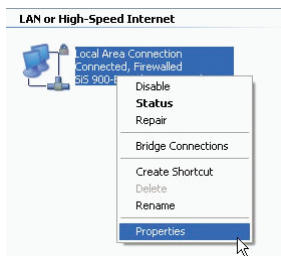 LAN or High-Speed Internet
Local Area Connection
Connected, Firewalled
SiS 900-
Disable
Status
Repair
Bridge Connections
Create Shortcut
Delete
Rename
Properties